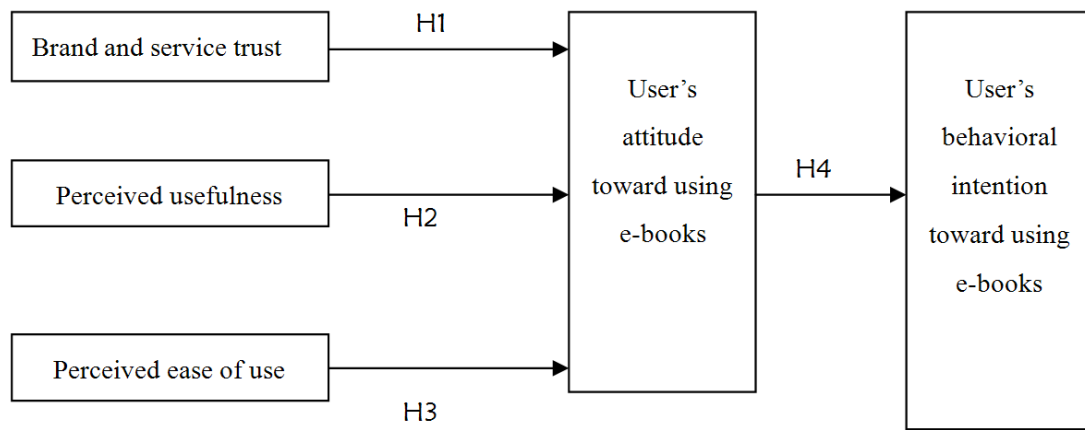 Brand and service trust
H1
Perceived usefulness
H2
Perceived ease of use
H3
User’s
attitude
toward using
e-books
H4
User’s
behavioral
intention
toward using
e-books